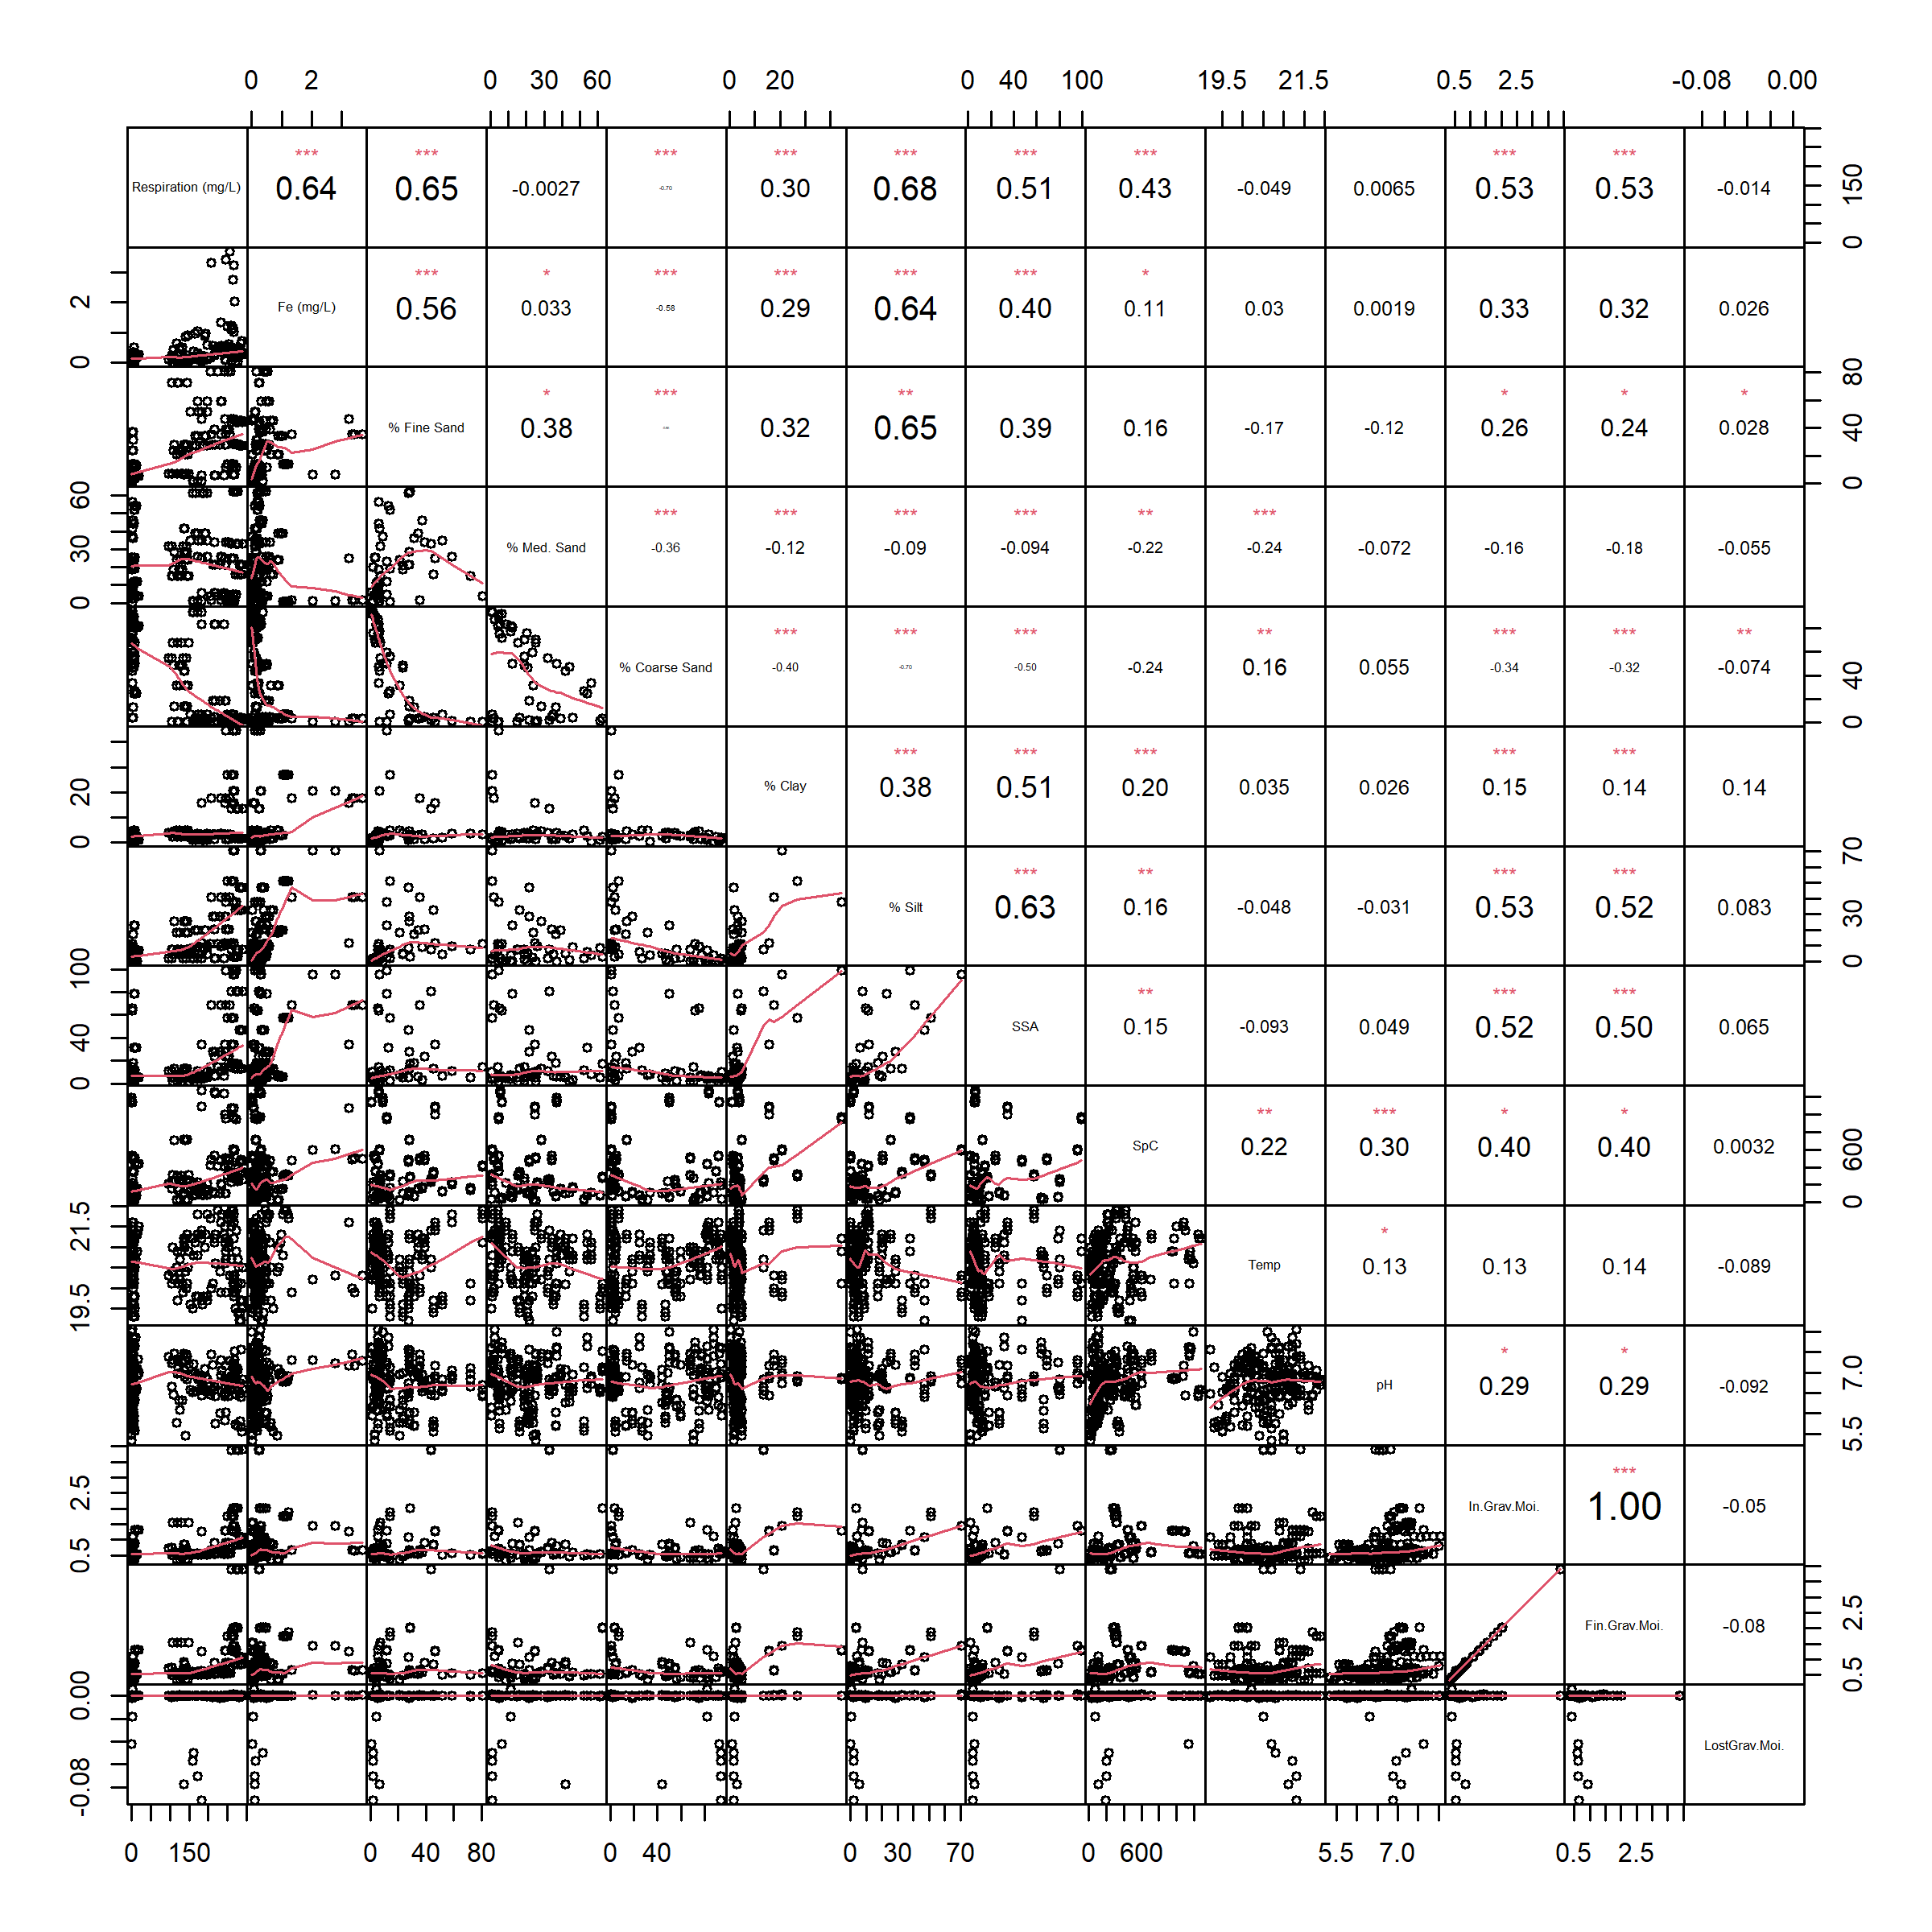 0 2 0 30 60 0 20 0 40 100 19.5 21.5 0.5 2.5 -0.08 0.00
*** *** *** *** *** *** *** *** ***
Respiration (mg/L) 0.64 0.65 -0.0027 -0.70 0.30 0.68 0.51 0.43 -0.049 0.0065 0.53 0.53 -0.014 0 150
*** * *** *** *** *** *
0 2 Fe (mg/L) 0.56 0.033 -0.58 0.29 0.64 0.40 0.11 0.03 0.0019 0.33 0.32 0.026
* *** ** * * *
% Fine Sand 0.38 0.32 0.65 0.39 0.16 -0.17 -0.12 0.26 0.24 0.028 0 40 80
*** *** *** *** ** ***
0 30 60 % Med. Sand -0.36 -0.12 -0.09 -0.094 -0.22 -0.24 -0.072 -0.16 -0.18 -0.055
*** *** *** ** *** *** **
% Coarse Sand -0.40 -0.70 -0.50 -0.24 0.16 0.055 -0.34 -0.32 -0.074 0 40
*** *** *** *** ***
0 20 % Clay 0.38 0.51 0.20 0.035 0.026 0.15 0.14 0.14
*** ** *** ***
% Silt 0.63 0.16 -0.048 -0.031 0.53 0.52 0.083 0 30 70
** *** ***
0 40 100 SSA 0.15 -0.093 0.049 0.52 0.50 0.065
** *** * *
SpC 0.22 0.30 0.40 0.40 0.0032 0 600
*
19.5 21.5 Temp 0.13 0.13 0.14 -0.089
* *
pH 0.29 0.29 -0.092 5.5 7.0
***
0.5 2.5 In.Grav.Moi. 1.00 -0.05
Fin.Grav.Moi. -0.08 0.5 2.5
-0.08 0.00 LostGrav.Moi.
0 150 0 40 80 0 40 0 30 70 0 600 5.5 7.0 0.5 2.5